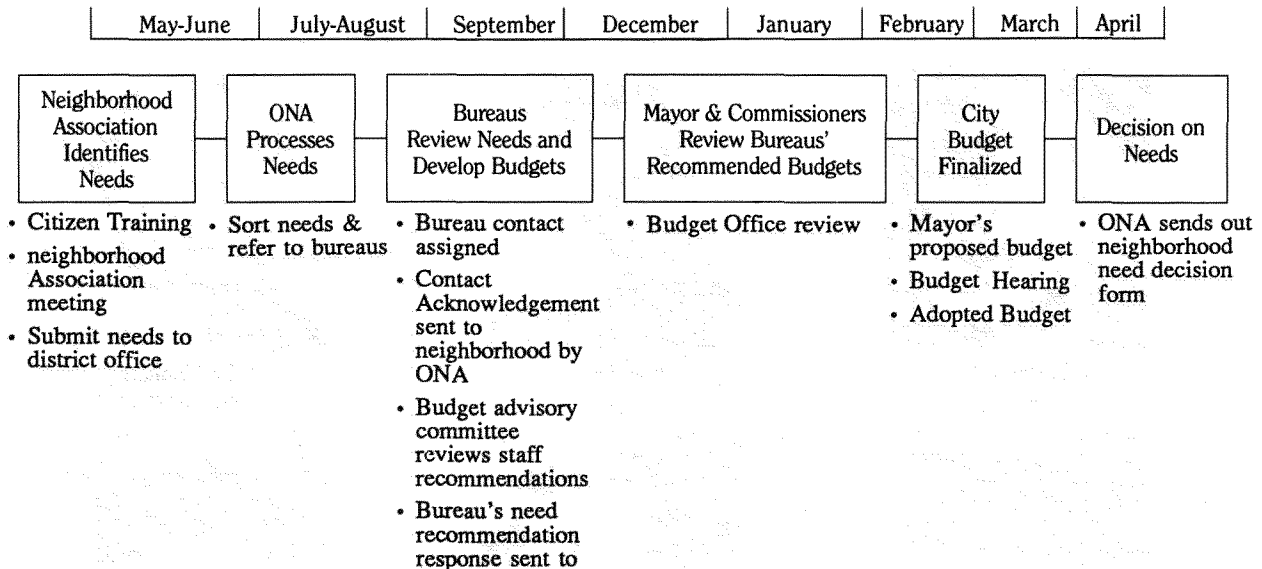 May-June July-August September December January February March April
Neighborhood
Association
Identifies
Needs
ONA
Processes
Needs
Bureaus
Review Needs and
Develop Budgets
Mayor & Commissioners
Review Bureaus'
Recommended Budgets
City
Budget
Finalized
Decision on
Needs
• Citizen Training
• neighborhood
Association
meeting
• Submit needs to
district office
• Sort needs &
refer to bureaus
• Bureau contact
assigned
• Contact
Acknowledgement
sent to
neighborhood by
ONA
• Budget advisory
committee
reviews staff
recommendations
• Bureau's need
recommendation
response sent to
• Budget Office review
• Mayor's
proposed budget
• Budget Hearing
• Adopted Budget
• ONA sends out
neighborhood
need decision
form